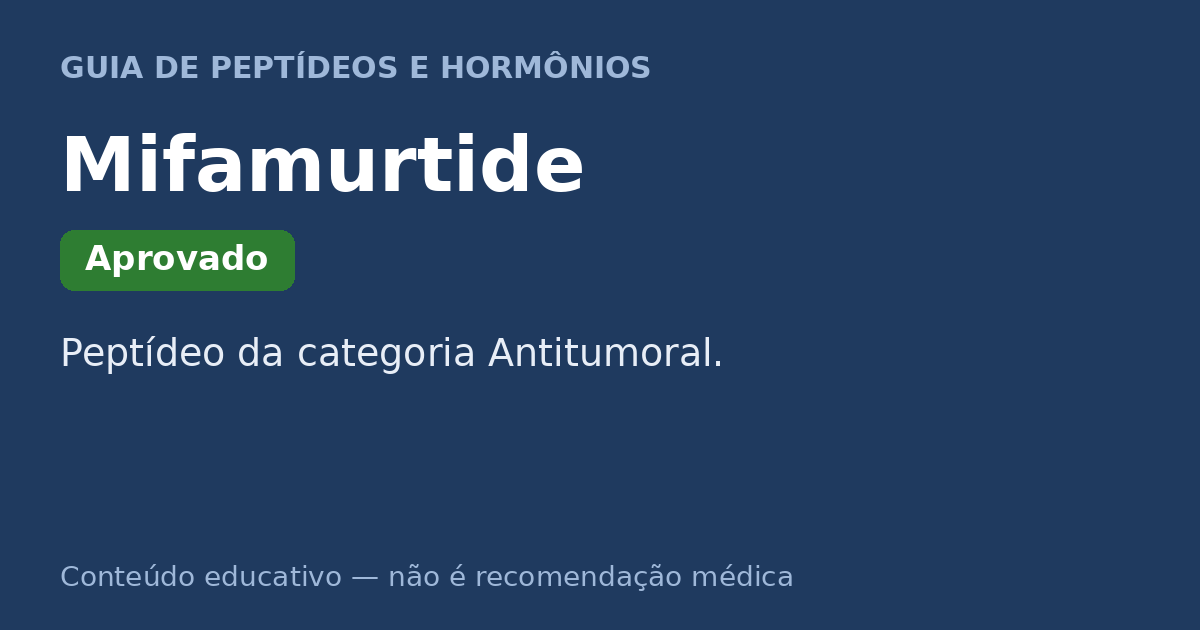 GUIA DE PEPTÍDEOS E HORMÔNIOS
Mifamurtide
Aprovado
Peptídeo da categoria Antitumoral.
Conteúdo educativo — não é recomendação médica